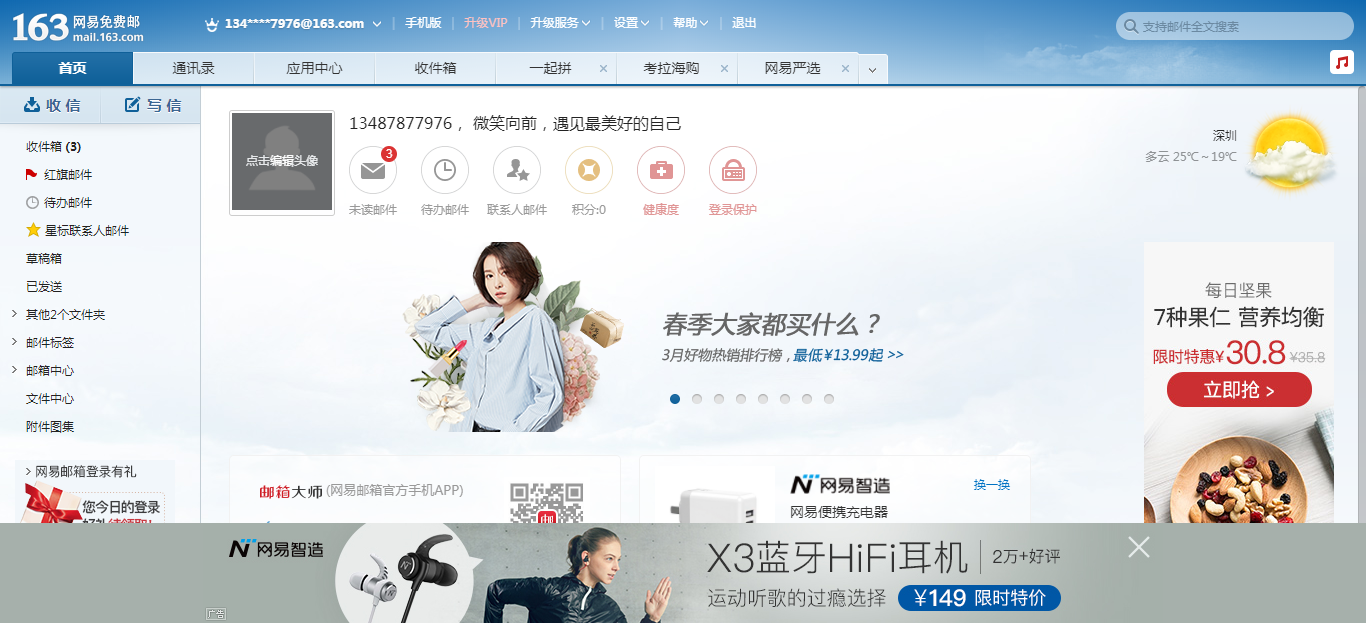 163 网易免费邮
mail.163.com
134****7976@163.com
手机版
升级VIP
升级服务
设置
帮助
退出
支持邮件全文搜索
首页
通讯录
应用中心
收件箱
一起拼
考拉海购
网易严选
收 信
写 信
收件箱 (3)
红旗邮件
待办邮件
星标联系人邮件
草稿箱
已发送
其他2个文件夹
邮件标签
邮箱中心
文件中心
附件图集
网易邮箱登录有礼
您今日的登录
点击编辑头像
13487877976， 微笑向前，遇见最美好的自己
3
未读邮件
待办邮件
联系人邮件
积分:0
健康度
登录保护
深圳
多云 25℃~19℃
春季大家都买什么？
3月好物热销排行榜，最低¥13.99起 >>
每日坚果
7种果仁 营养均衡
限时特惠¥30.8 ¥35.8
立即抢 >
邮箱大师 (网易邮箱官方手机APP)
网易智造
换一换
网易便携充电器
网易智造
X3蓝牙HiFi耳机 2万+好评
运动听歌的过瘾选择 ¥149 限时特价
广告